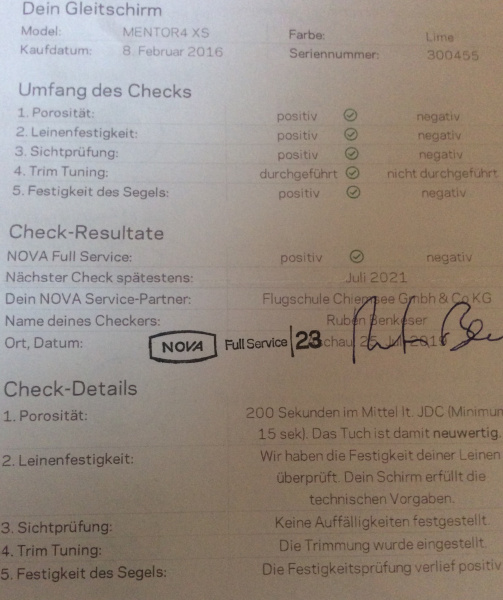 Dein Gleitschirm
Model: MENTOR4 XS Farbe: Lime
Kaufdatum: 8. Februar 2016 Seriennummer: 300455
Umfang des Checks
1. Porosität: positiv negativ
2. Leinenfestigkeit: positiv negativ
3. Sichtprüfung: positiv negativ
4. Trim Tuning: durchgeführt nicht durchgeführt
5. Festigkeit des Segels: positiv negativ
Check-Resultate
NOVA Full Service: positiv negativ
Nächster Check spätestens: Juli 2021
Dein NOVA Service-Partner: Flugschule Chiemsee Gmbh & Co KG
Name deines Checkers: Ruben Benkeser
Ort, Datum: NOVA Full Service 23 schau 25
Check-Details
1. Porosität: 200 Sekunden im Mittel lt. JDC (Minimum
15 sek). Das Tuch ist damit neuwertig.
2. Leinenfestigkeit: Wir haben die Festigkeit deiner Leinen
überprüft. Dein Schirm erfüllt die
technischen Vorgaben.
3. Sichtprüfung: Keine Auffälligkeiten festgestellt.
4. Trim Tuning: Die Trimmung wurde eingestellt.
5. Festigkeit des Segels: Die Festigkeitsprüfung verlief positiv